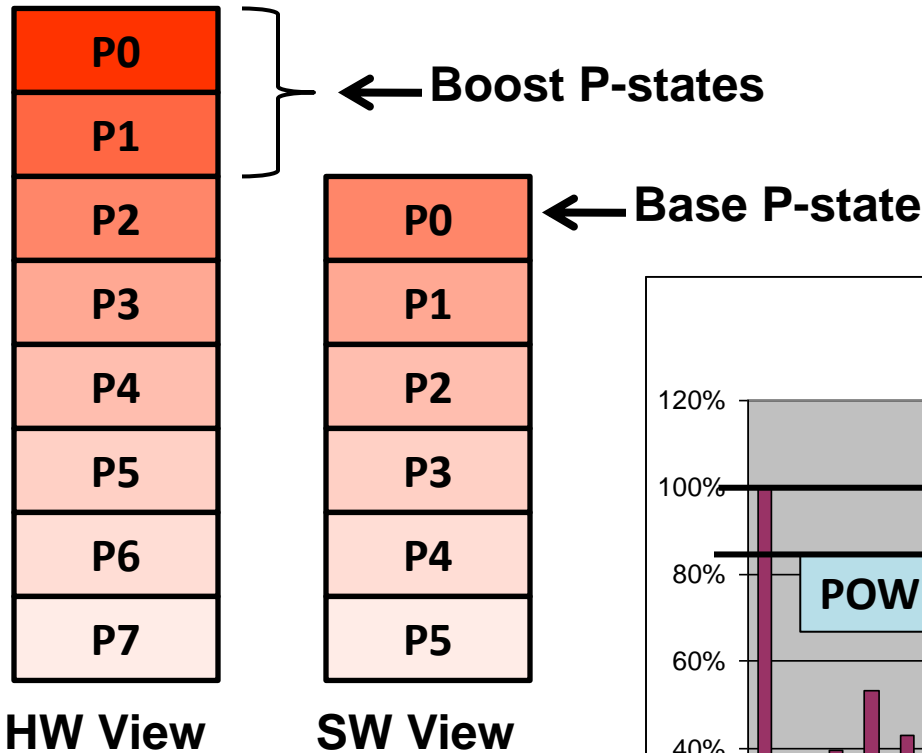 P0
P1
P2
P3
P4
P5
P6
P7
HW View
Boost P-states
P0
P1
P2
P3
P4
P5
SW View
Base P-state
120%
100%
80%
60%
40%
POW